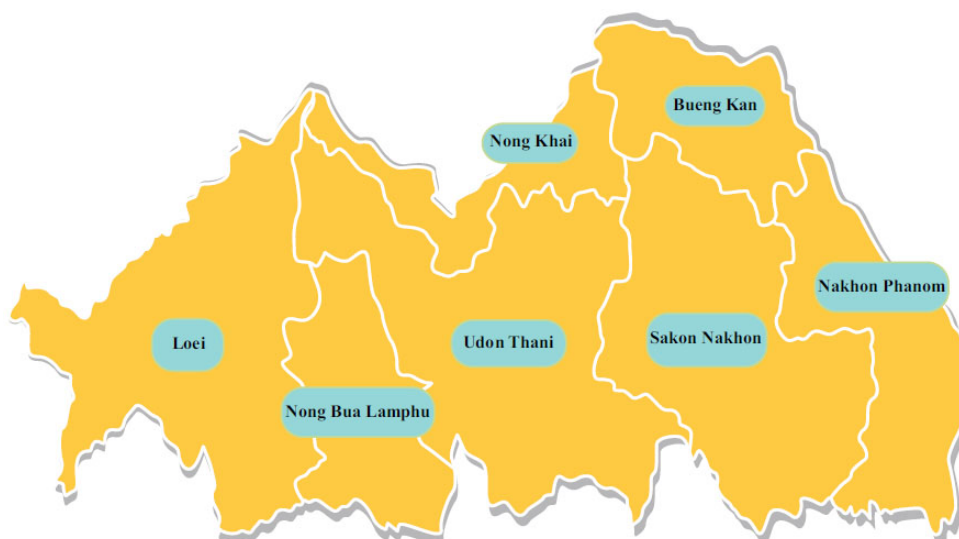 Bueng Kan
Nong Khai
Nakhon Phanom
Loei
Udon Thani
Sakon Nakhon
Nong Bua Lamphu